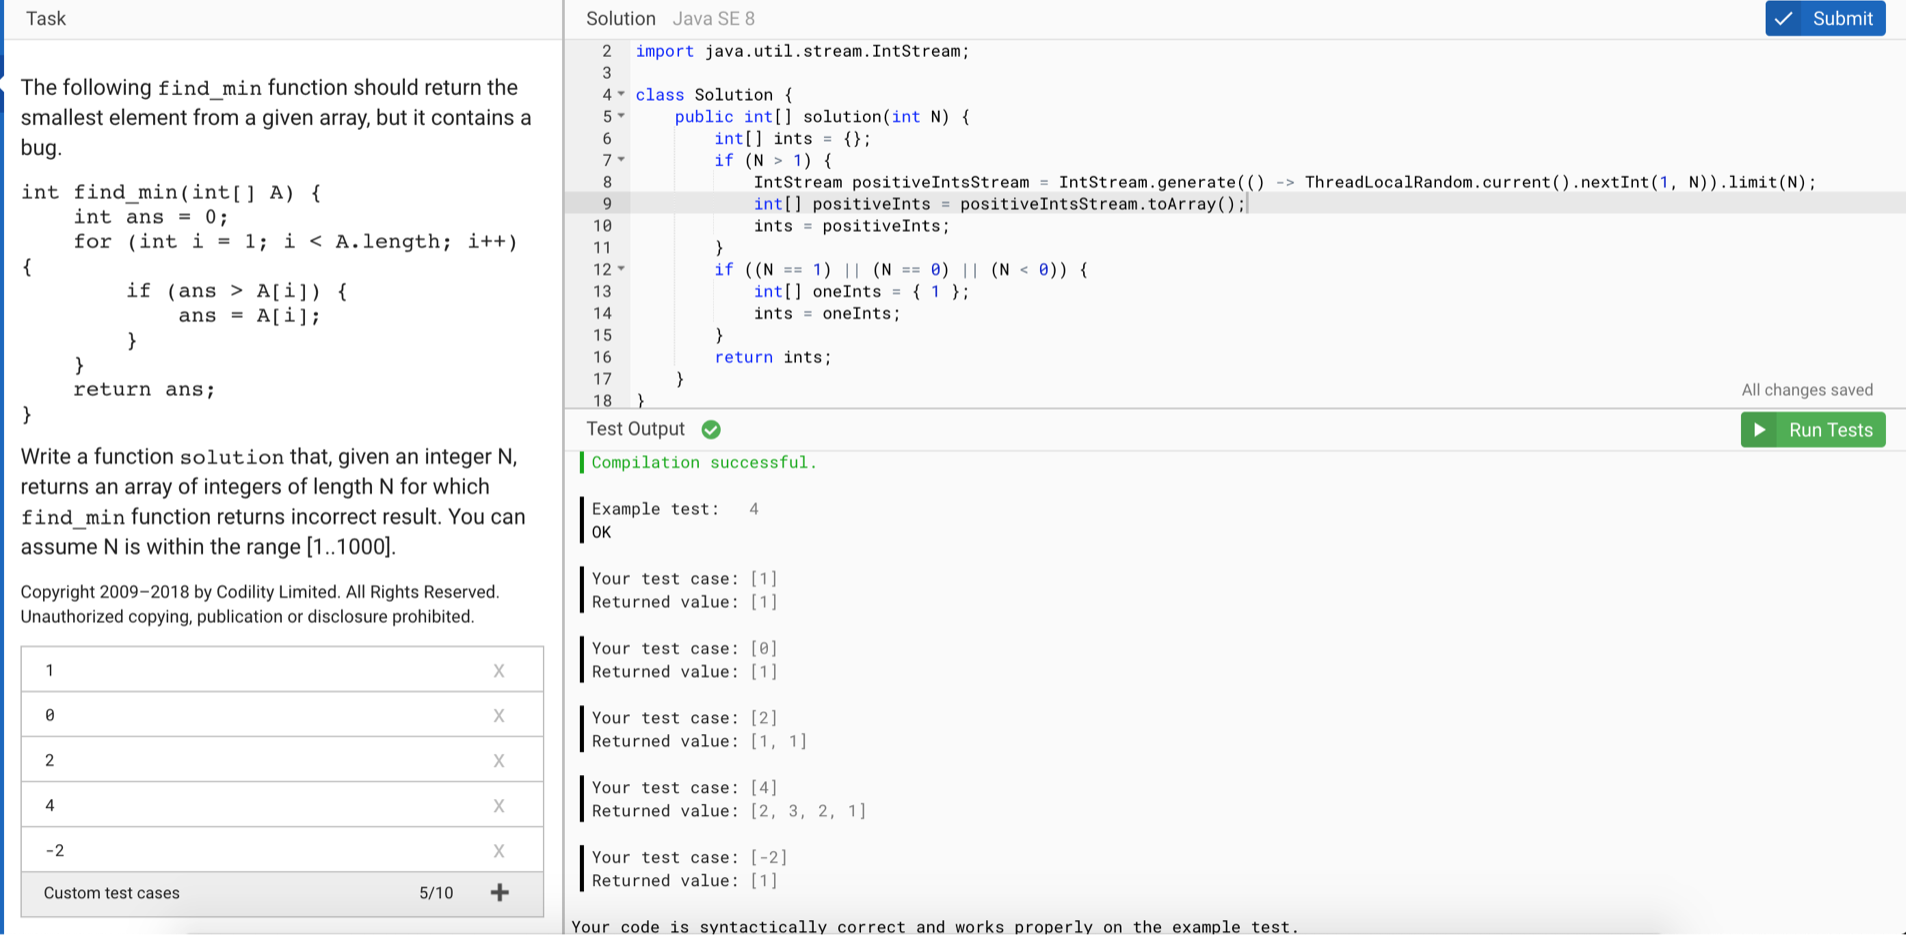 Task
The following find_min function should return the
smallest element from a given array, but it contains a
bug.
int find_min(int[] A) {
    int ans = 0;
    for (int i = 1; i < A.length; i++)
{
        if (ans > A[i]) {
            ans = A[i];
        }
    }
    return ans;
}
Write a function solution that, given an integer N,
returns an array of integers of length N for which
find_min function returns incorrect result. You can
assume N is within the range [1..1000].
Copyright 2009–2018 by Codility Limited. All Rights Reserved.
Unauthorized copying, publication or disclosure prohibited.
1 X
0 X
2 X
4 X
-2 X
Custom test cases 5/10 +
Solution Java SE 8
Submit
2 import java.util.stream.IntStream;
3
4 class Solution {
5     public int[] solution(int N) {
6         int[] ints = {};
7         if (N > 1) {
8             IntStream positiveIntsStream = IntStream.generate(() -> ThreadLocalRandom.current().nextInt(1, N)).limit(N);
9             int[] positiveInts = positiveIntsStream.toArray();
10             ints = positiveInts;
11         }
12         if ((N == 1) || (N == 0) || (N < 0)) {
13             int[] oneInts = { 1 };
14             ints = oneInts;
15         }
16         return ints;
17     }
18 }
All changes saved
Test Output
Run Tests
Compilation successful.
Example test: 4
OK
Your test case: [1]
Returned value: [1]
Your test case: [0]
Returned value: [1]
Your test case: [2]
Returned value: [1, 1]
Your test case: [4]
Returned value: [2, 3, 2, 1]
Your test case: [-2]
Returned value: [1]
Your code is syntactically correct and works properly on the example test.